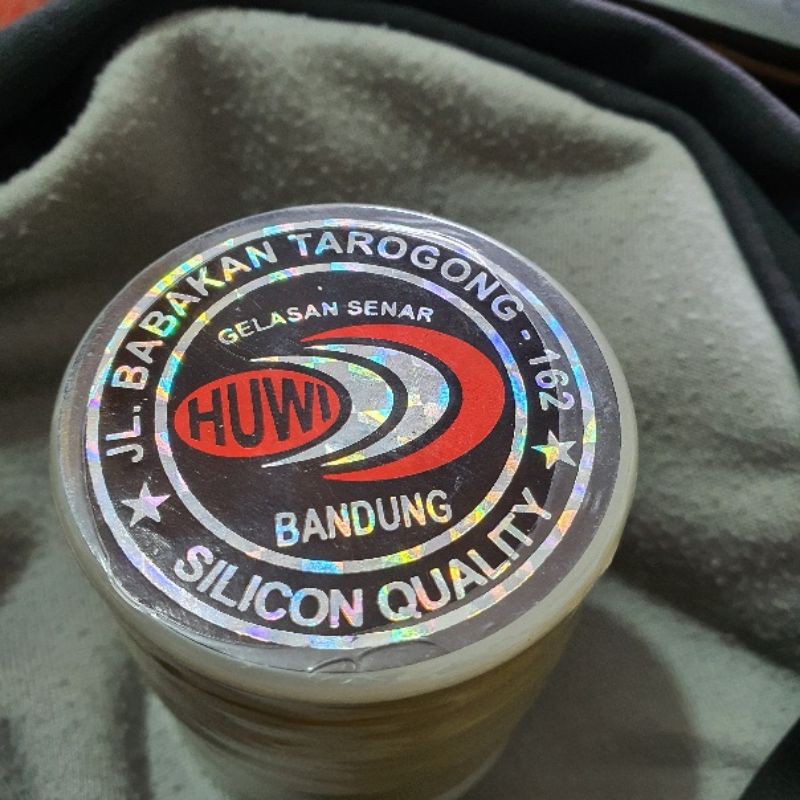 JL. BABAKAN TAROGONG - 162
GELASAN SENAR
HUWI
BANDUNG
SILICON QUALITY